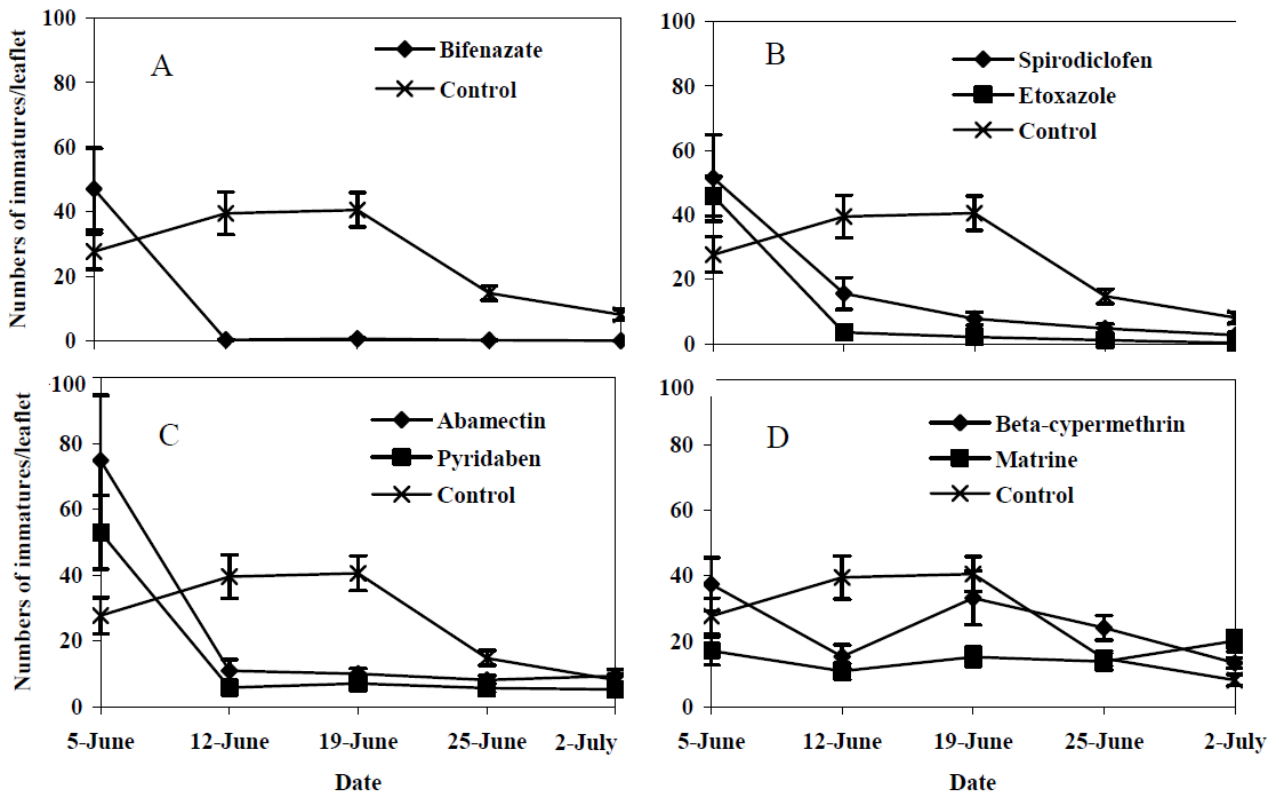 Numbers of immatures/leaflet
100
80
60
40
20
0
A
Bifenazate
Control
100
80
60
40
20
0
B
Spirodiclofen
Etoxazole
Control
Numbers of immatures/leaflet
100
80
60
40
20
0
C
Abamectin
Pyridaben
Control
5-June 12-June 19-June 25-June 2-July
Date
100
80
60
40
20
0
D
Beta-cypermethrin
Matrine
Control
5-June 12-June 19-June 25-June 2-July
Date